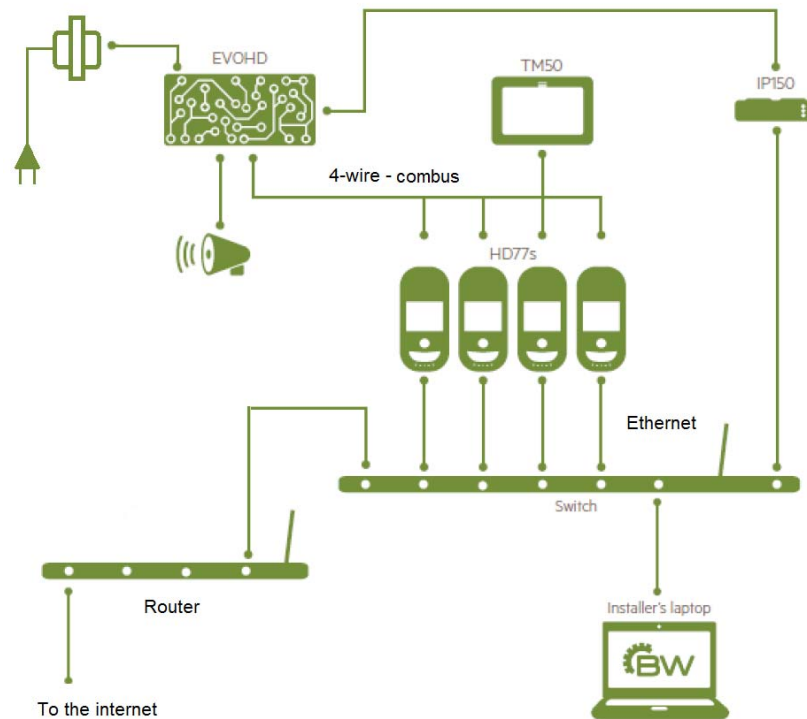 EVOHD
TM50
IP150
4-wire - combus
HD77s
Ethernet
Switch
Router
Installer's laptop
BW
To the internet